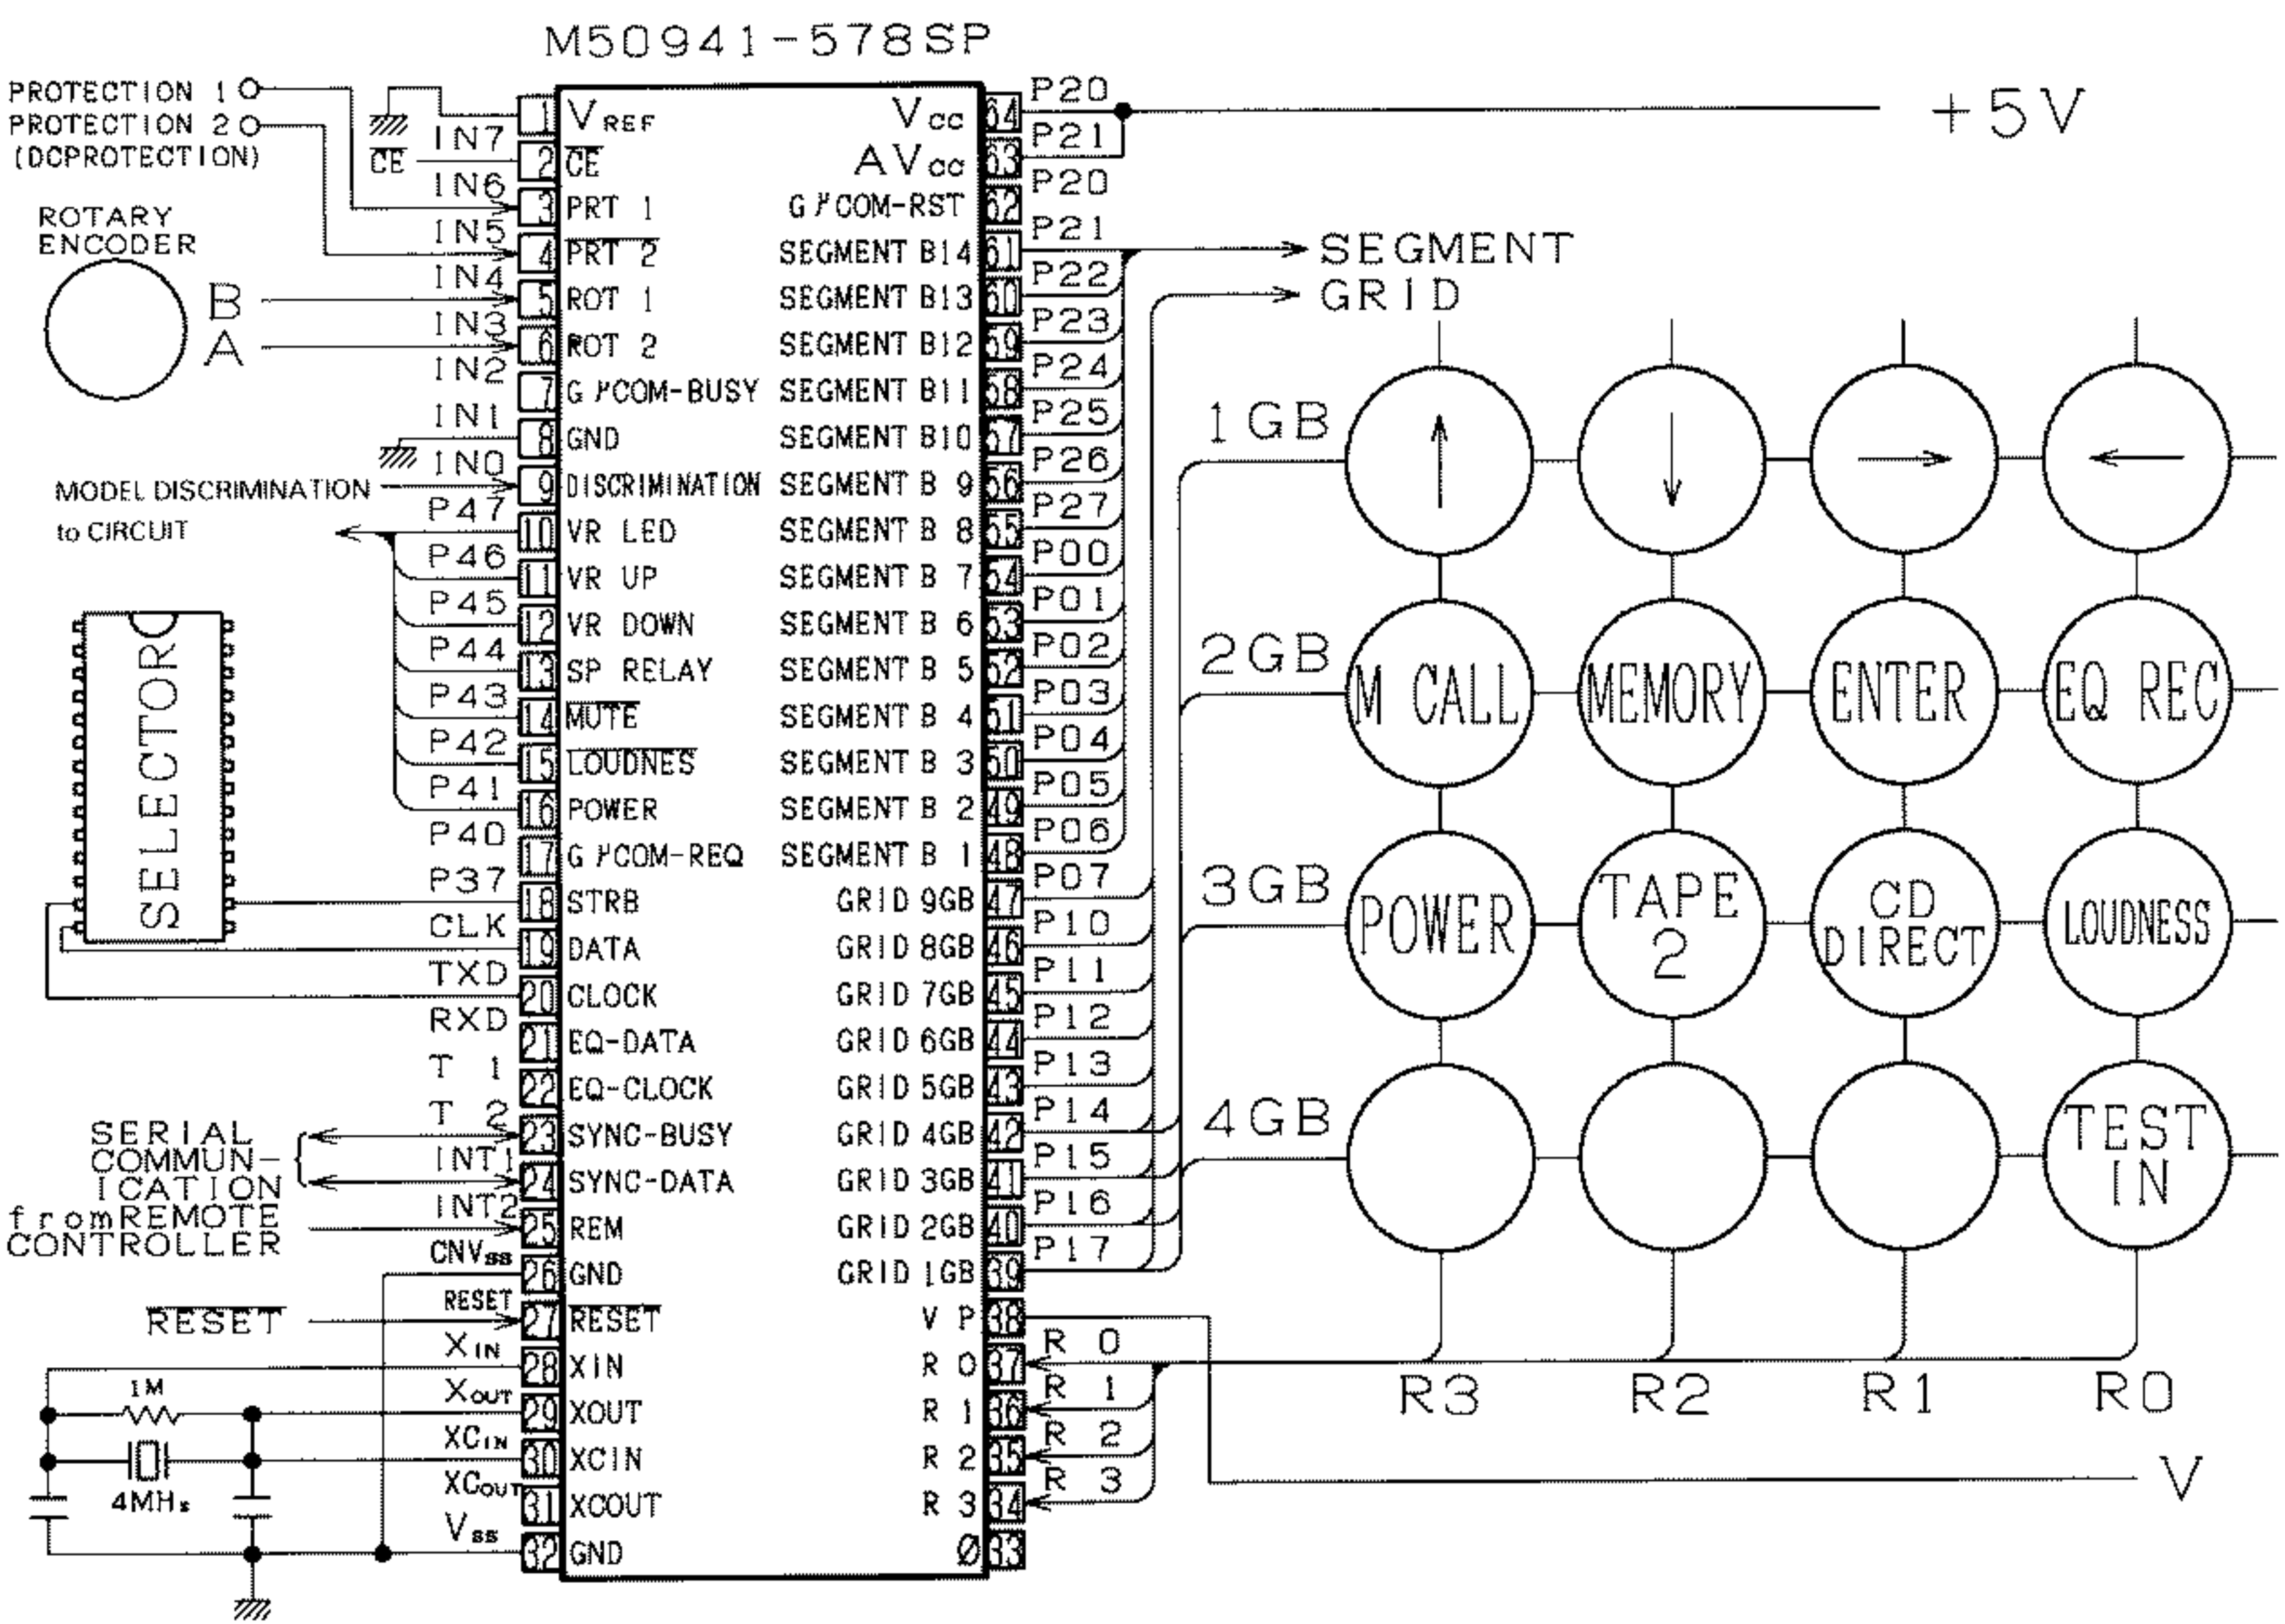 M50941-578SP
PROTECTION 1
PROTECTION 2
(DCPROTECTION)
CE
ROTARY
ENCODER
B
A
MODEL DISCRIMINATION
to CIRCUIT
SELECTOR
SERIAL
COMMUN-
ICATION
from REMOTE
CONTROLLER
RESET
1M
4MHz
1 VREF
IN7 2 CE
IN6 3 PRT 1
IN5 4 PRT 2
IN4 5 ROT 1
IN3 6 ROT 2
IN2 7 GμCOM-BUSY
IN1 8 GND
IN0 9 DISCRIMINATION
P47 10 VR LED
P46 11 VR UP
P45 12 VR DOWN
P44 13 SP RELAY
P43 14 MUTE
P42 15 LOUDNES
P41 16 POWER
P40 17 GμCOM-REQ
P37 18 STRB
CLK 19 DATA
TXD 20 CLOCK
RXD 21 EQ-DATA
T 1 22 EQ-CLOCK
T 2 23 SYNC-BUSY
INT1 24 SYNC-DATA
INT2 25 REM
CNVss 26 GND
RESET 27 RESET
XIN 28 XIN
XOUT 29 XOUT
XCIN 30 XCIN
XCOUT 31 XCOUT
Vss 32 GND
Vcc 64 P20
AVcc 63 P21
GμCOM-RST 62 P20
SEGMENT B14 61 P21
SEGMENT B13 60 P22
SEGMENT B12 59 P23
SEGMENT B11 58 P24
SEGMENT B10 57 P25
SEGMENT B 9 56 P26
SEGMENT B 8 55 P27
SEGMENT B 7 54 P00
SEGMENT B 6 53 P01
SEGMENT B 5 52 P02
SEGMENT B 4 51 P03
SEGMENT B 3 50 P04
SEGMENT B 2 49 P05
SEGMENT B 1 48 P06
GRID 9GB 47 P07
GRID 8GB 46 P10
GRID 7GB 45 P11
GRID 6GB 44 P12
GRID 5GB 43 P13
GRID 4GB 42 P14
GRID 3GB 41 P15
GRID 2GB 40 P16
GRID 1GB 39 P17
V P 38
R 0 37 R 0
R 1 36 R 1
R 2 35 R 2
R 3 34 R 3
Ø 33
+5V
SEGMENT
GRID
1GB ↑ ↓ → ←
2GB M CALL MEMORY ENTER EQ REC
3GB POWER TAPE 2 CD DIRECT LOUDNESS
4GB TEST IN
R3 R2 R1 R0
V